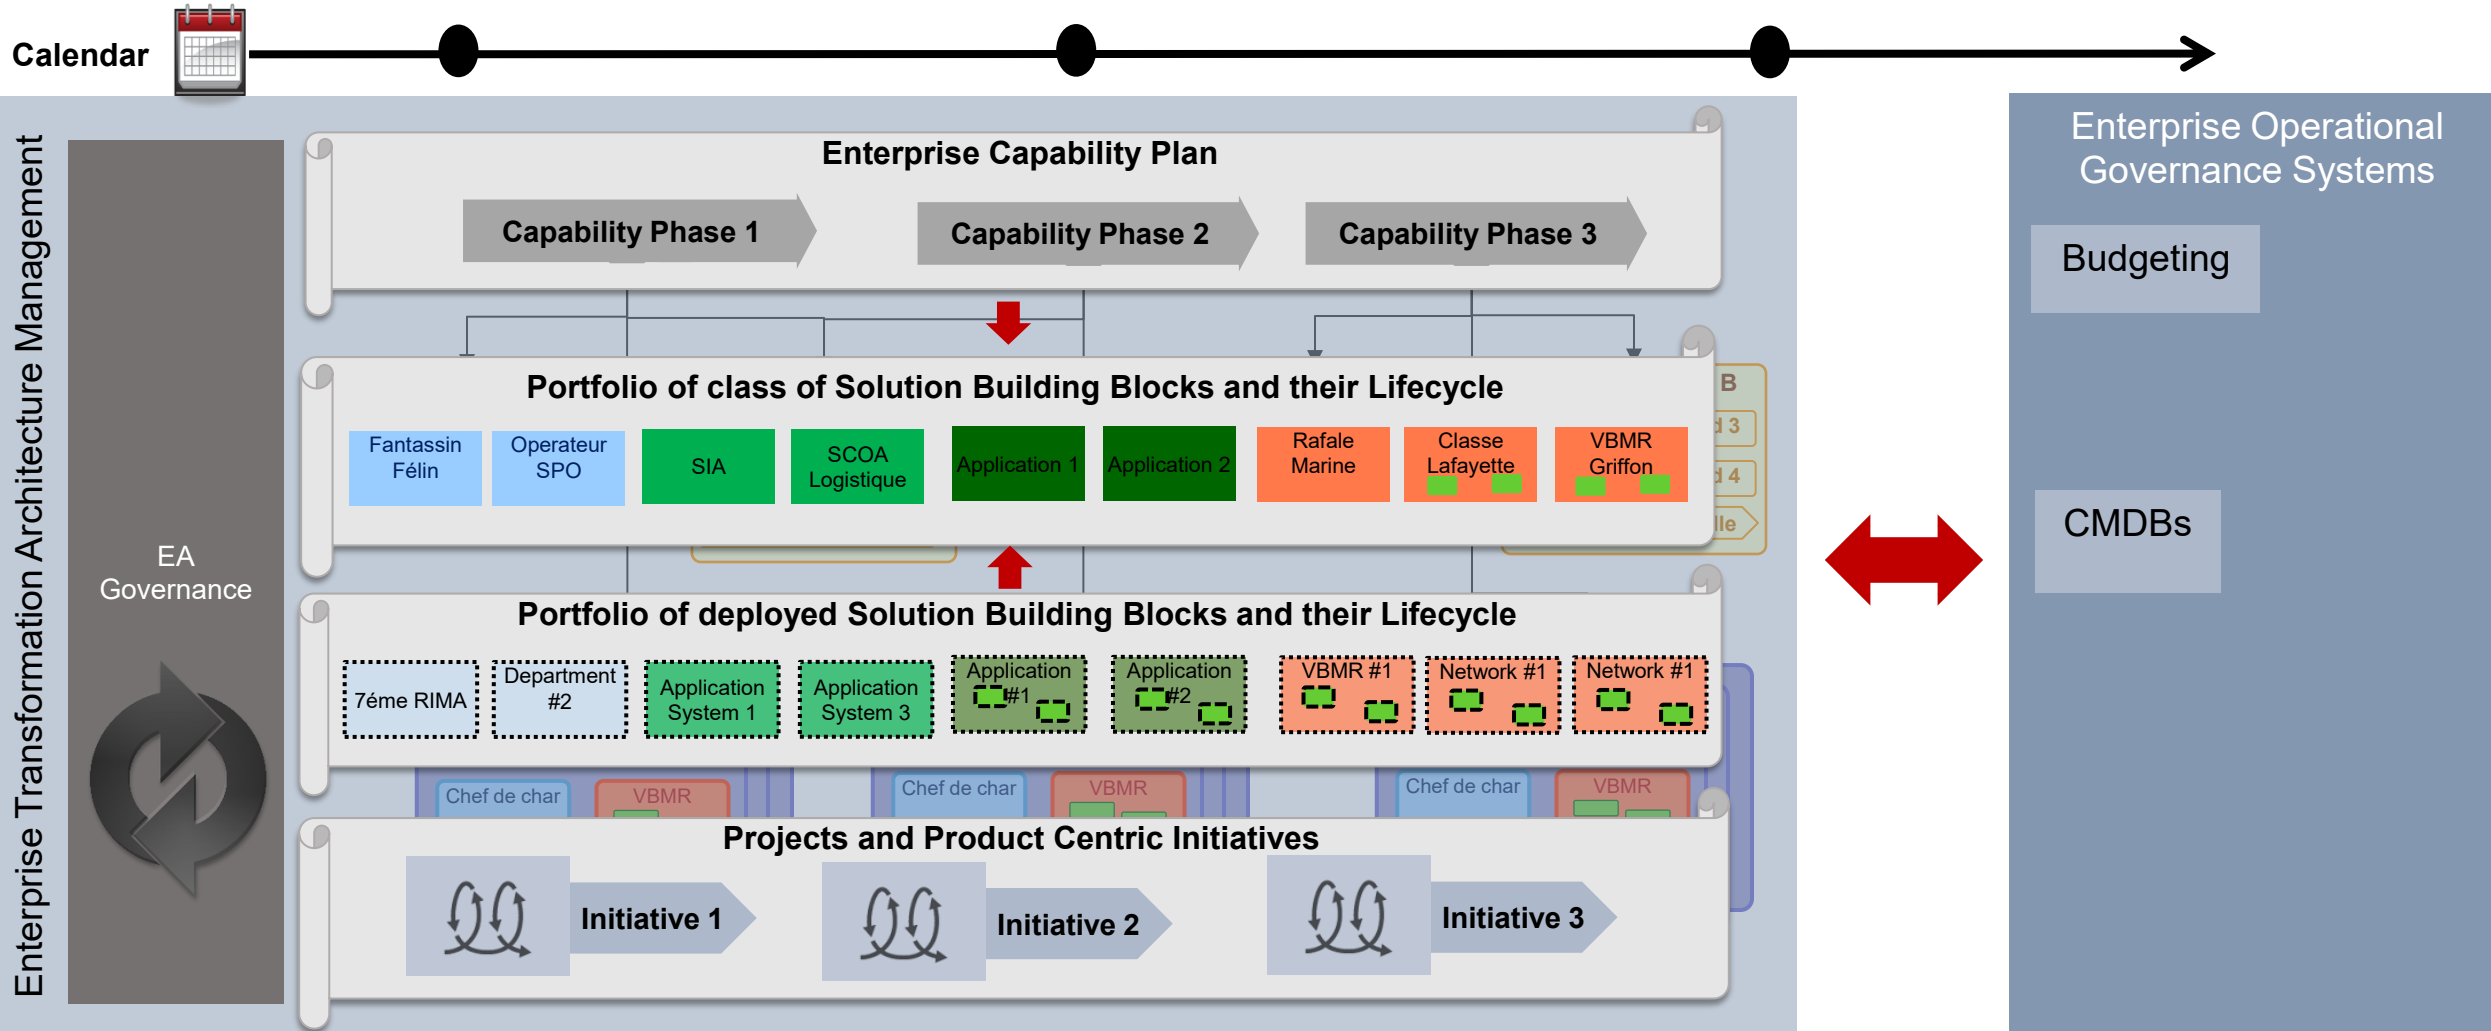 Calendar
Enterprise Transformation Architecture Management
EA
Governance
Enterprise Capability Plan
Capability Phase 1
Capability Phase 2
Capability Phase 3
Portfolio of class of Solution Building Blocks and their Lifecycle
Fantassin
Félin
Operateur
SPO
SIA
SCOA
Logistique
Application 1
Application 2
Rafale
Marine
Classe
Lafayette
VBMR
Griffon
B
d 3
d 4
lle
Portfolio of deployed Solution Building Blocks and their Lifecycle
7éme RIMA
Department
#2
Application
System 1
Application
System 3
Application
#1
Application
#2
VBMR #1
Network #1
Network #1
Chef de char
VBMR
Chef de char
VBMR
Chef de char
VBMR
Projects and Product Centric Initiatives
Initiative 1
Initiative 2
Initiative 3
Enterprise Operational
Governance Systems
Budgeting
CMDBs